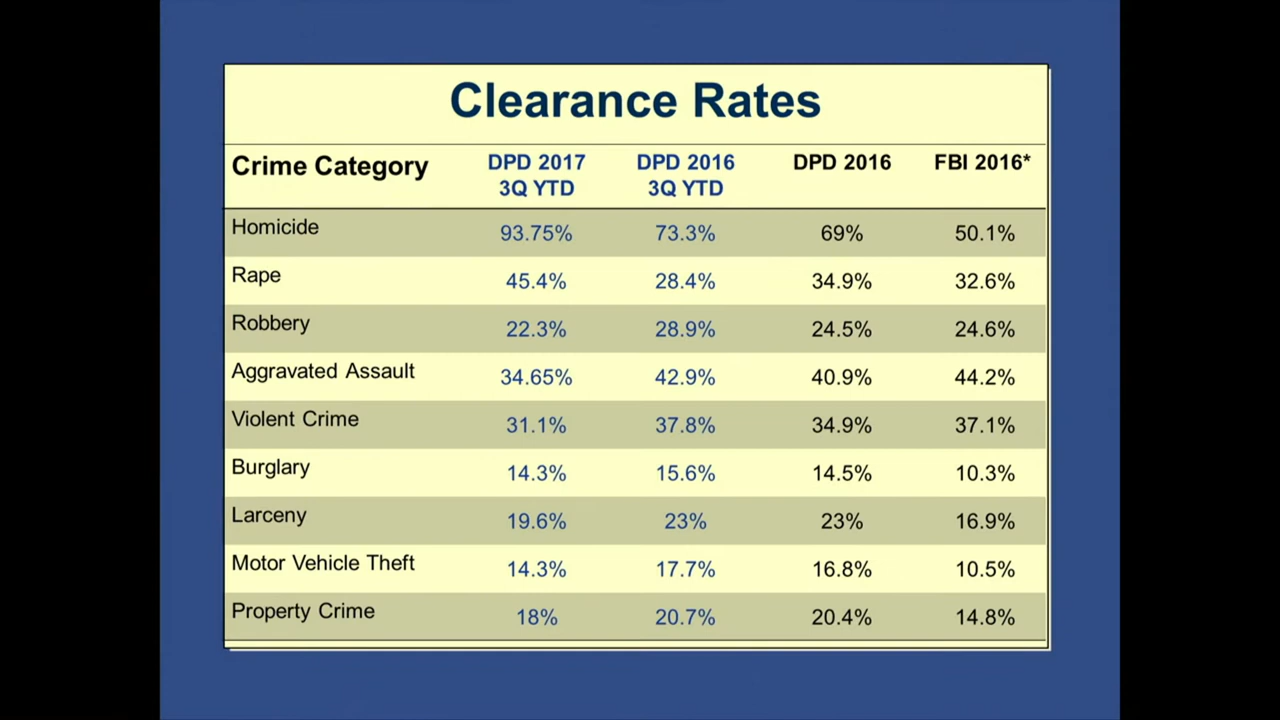 Clearance Rates
Crime Category DPD 2017 3Q YTD DPD 2016 3Q YTD DPD 2016 FBI 2016*
Homicide 93.75% 73.3% 69% 50.1%
Rape 45.4% 28.4% 34.9% 32.6%
Robbery 22.3% 28.9% 24.5% 24.6%
Aggravated Assault 34.65% 42.9% 40.9% 44.2%
Violent Crime 31.1% 37.8% 34.9% 37.1%
Burglary 14.3% 15.6% 14.5% 10.3%
Larceny 19.6% 23% 23% 16.9%
Motor Vehicle Theft 14.3% 17.7% 16.8% 10.5%
Property Crime 18% 20.7% 20.4% 14.8%